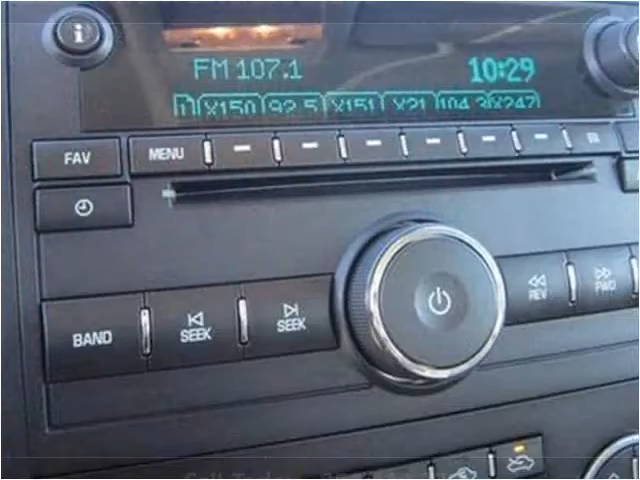 i
FM 107.1 10:29
1 X150 92.5 X151 X21 104.3 X247
FAV MENU
BAND SEEK SEEK REV FWD